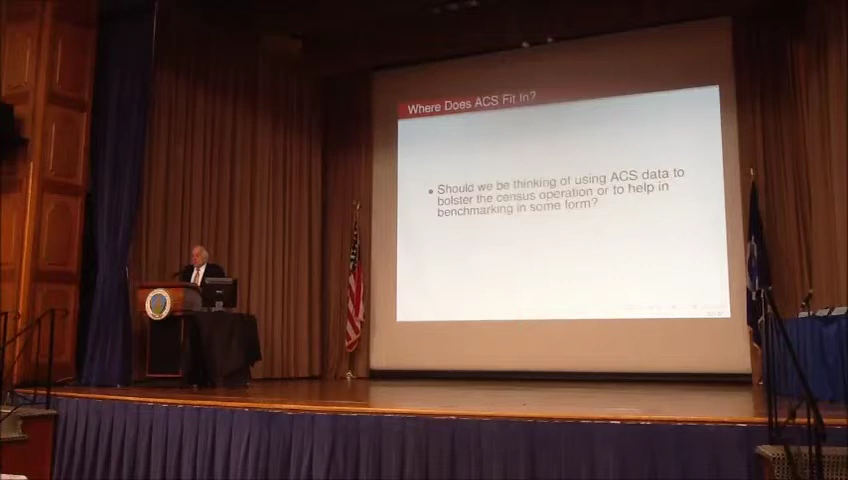 Where Does ACS Fit In?
• Should we be thinking of using ACS data to
bolster the census operation or to help in
benchmarking in some form?